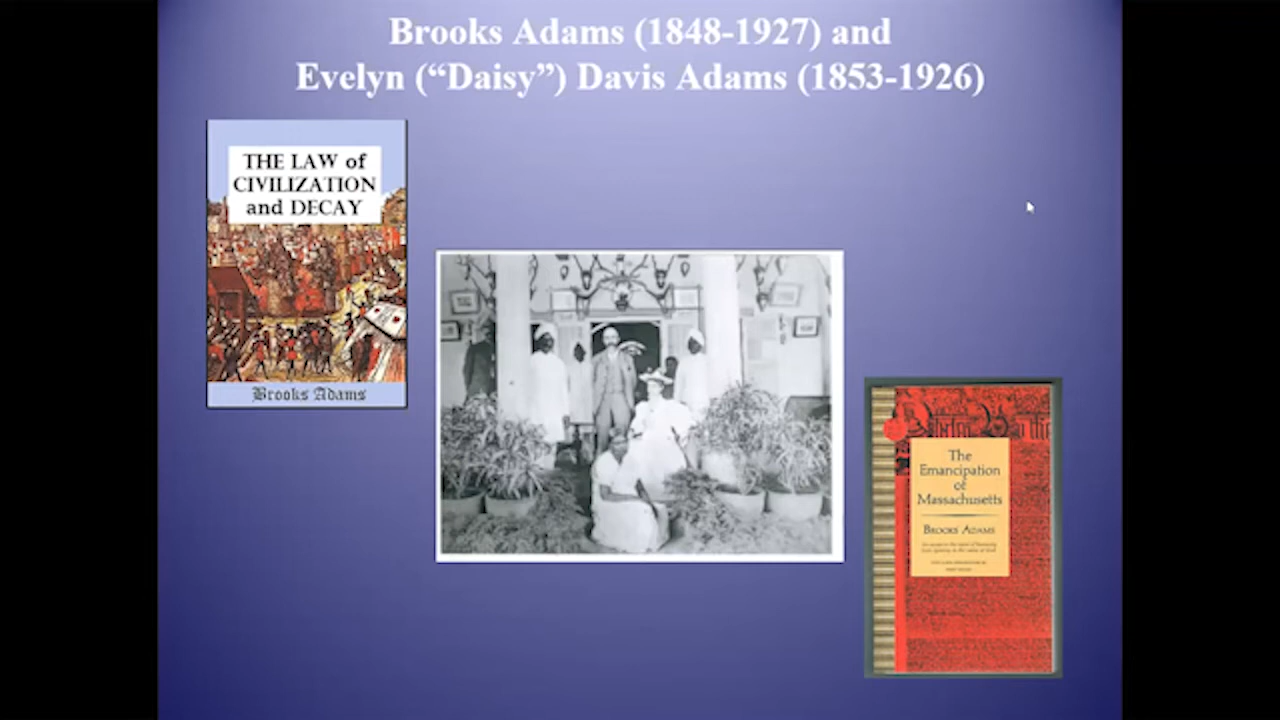 Brooks Adams (1848-1927) and
Evelyn (“Daisy”) Davis Adams (1853-1926)
THE LAW of
CIVILIZATION
and DECAY
Brooks Adams
The
Emancipation
of
Massachusetts
BROOKS ADAMS